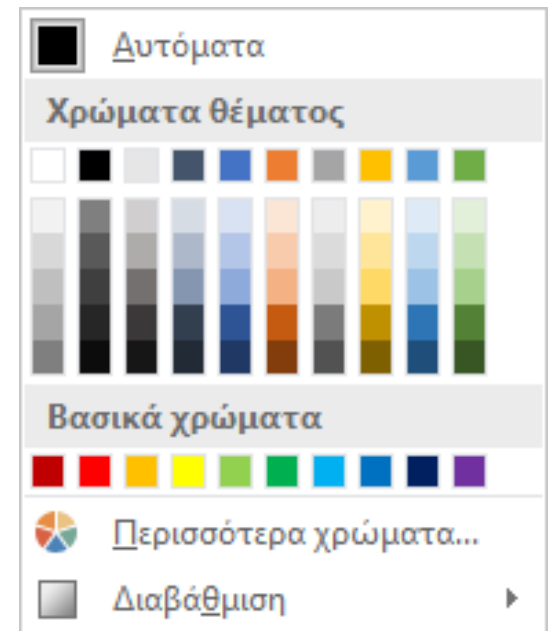 Αυτόματα
Χρώματα θέματος
Βασικά χρώματα
Περισσότερα χρώματα...
Διαβάθμιση